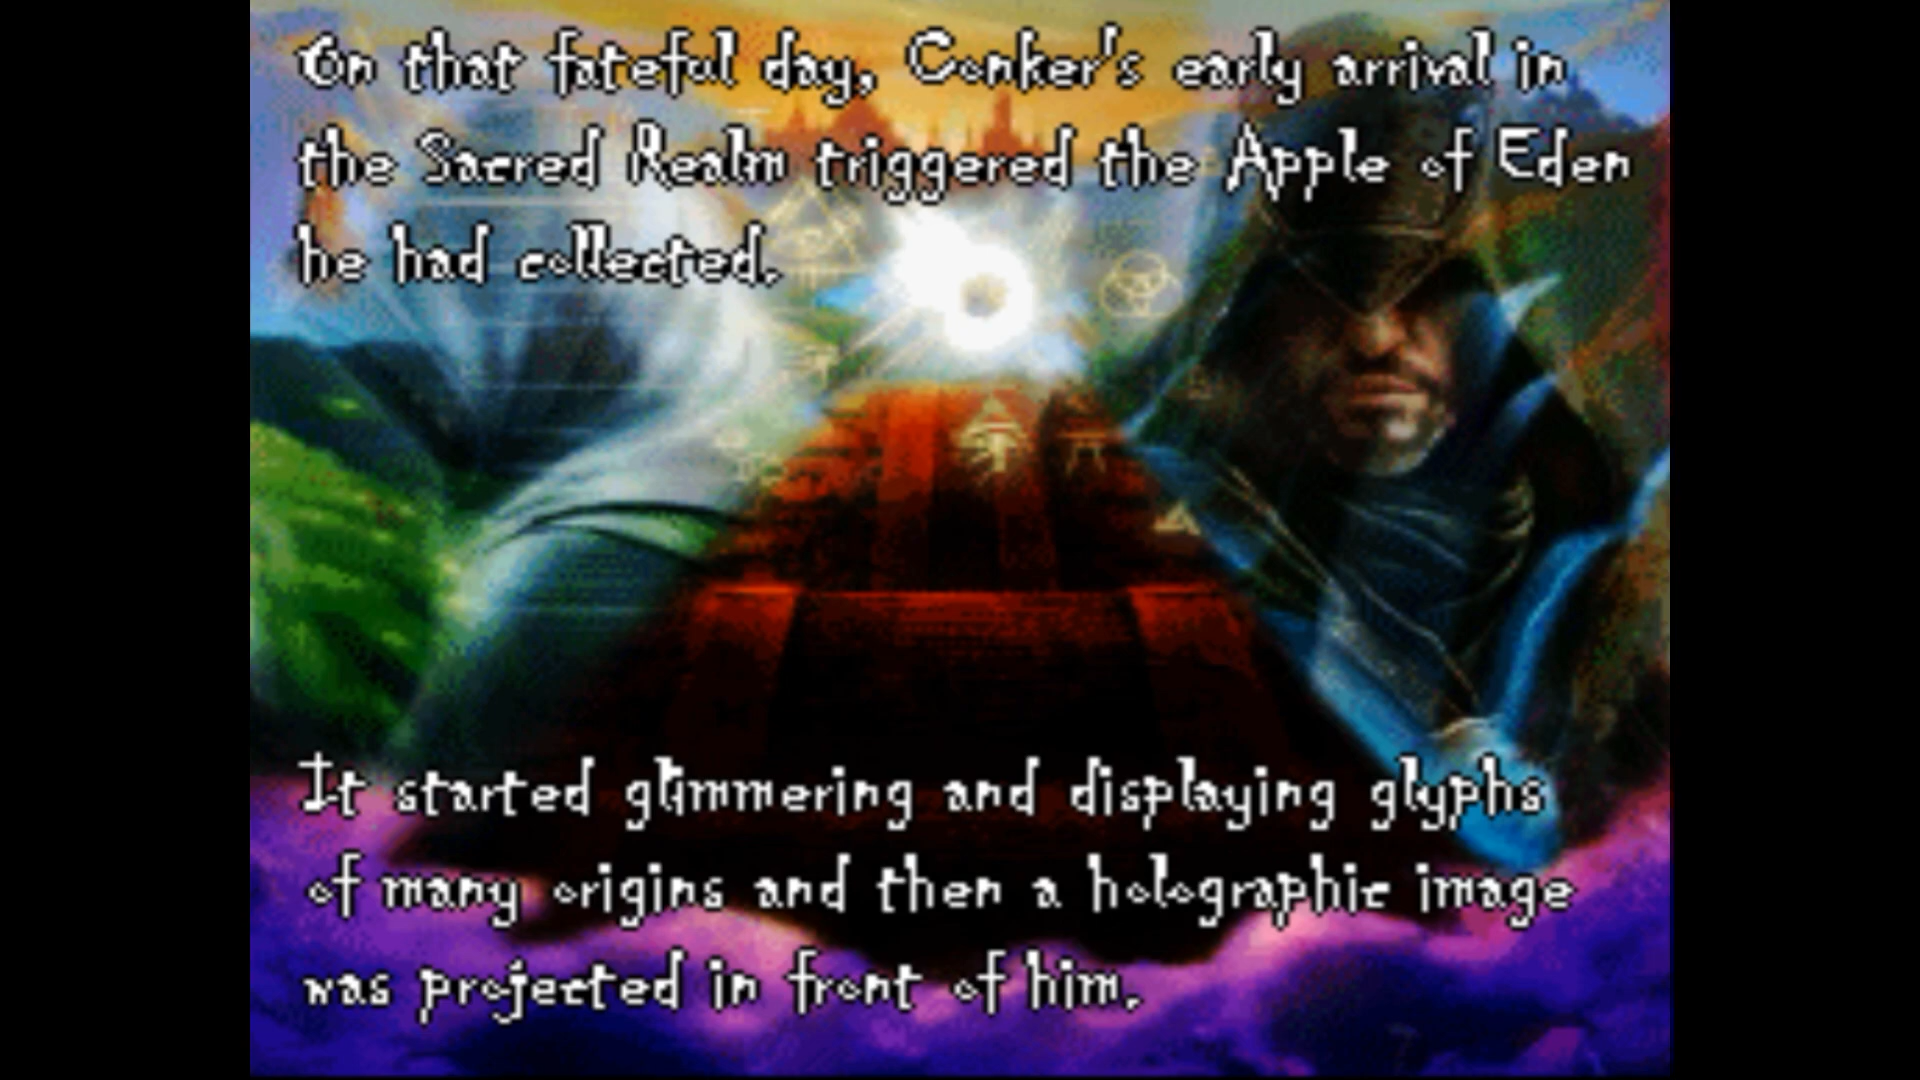 On that fateful day, Conker's early arrival in
the Sacred Realm triggered the Apple of Eden
he had collected.
It started glimmering and displaying glyphs
of many origins and then a holographic image
was projected in front of him.